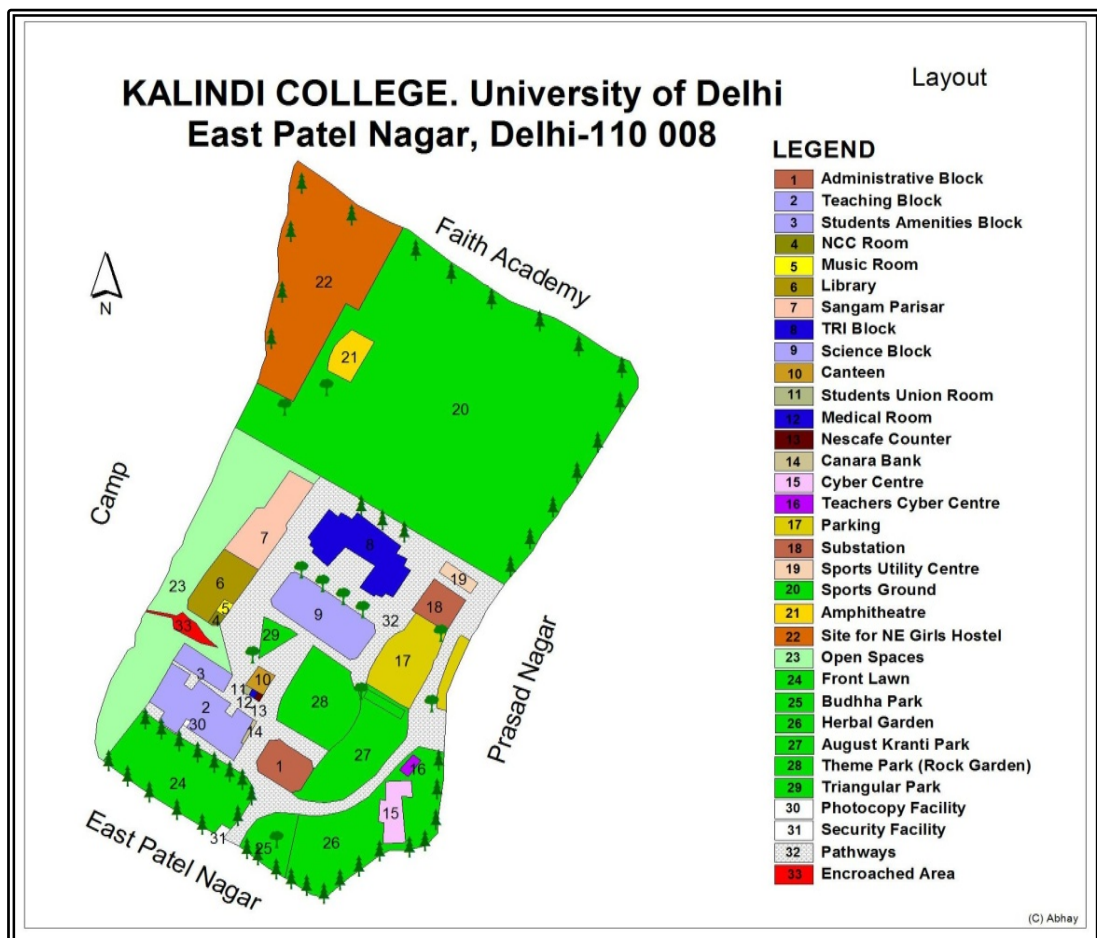 KALINDI COLLEGE. University of Delhi
East Patel Nagar, Delhi-110 008
Layout
LEGEND
1 Administrative Block
2 Teaching Block
3 Students Amenities Block
4 NCC Room
5 Music Room
6 Library
7 Sangam Parisar
8 TRI Block
9 Science Block
10 Canteen
11 Students Union Room
12 Medical Room
13 Nescafe Counter
14 Canara Bank
15 Cyber Centre
16 Teachers Cyber Centre
17 Parking
18 Substation
19 Sports Utility Centre
20 Sports Ground
21 Amphitheatre
22 Site for NE Girls Hostel
23 Open Spaces
24 Front Lawn
25 Budhha Park
26 Herbal Garden
27 August Kranti Park
28 Theme Park (Rock Garden)
29 Triangular Park
30 Photocopy Facility
31 Security Facility
32 Pathways
33 Encroached Area
Faith Academy
N
Camp
Prasad Nagar
East Patel Nagar
22
21
20
7
8
19
6
23
5
4
18
32
9
33
29
17
3
10
11
12
13
2
30
14
28
27
1
16
24
15
31
25
26
(C) Abhay